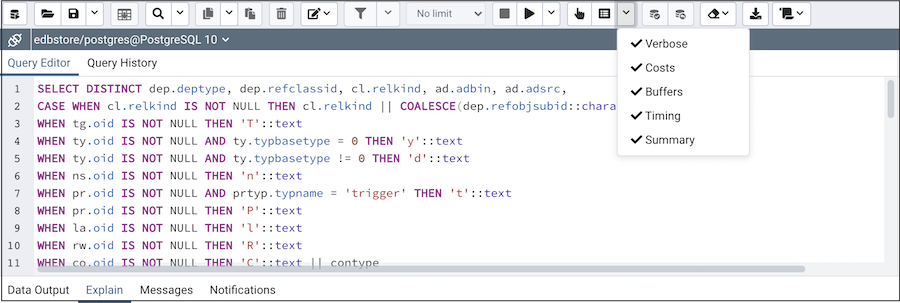 No limit
edbstore/postgres@PostgreSQL 10
Verbose
Costs
Buffers
Timing
Summary
Query Editor Query History
1 SELECT DISTINCT dep.deptype, dep.refclassid, cl.relkind, ad.adbin, ad.adsrc,
2 CASE WHEN cl.relkind IS NOT NULL THEN cl.relkind || COALESCE(dep.refobjsubid::chara
3 WHEN tg.oid IS NOT NULL THEN 'T'::text
4 WHEN ty.oid IS NOT NULL AND ty.typbasetype = 0 THEN 'y'::text
5 WHEN ty.oid IS NOT NULL AND ty.typbasetype != 0 THEN 'd'::text
6 WHEN ns.oid IS NOT NULL THEN 'n'::text
7 WHEN pr.oid IS NOT NULL AND prtyp.typname = 'trigger' THEN 't'::text
8 WHEN pr.oid IS NOT NULL THEN 'P'::text
9 WHEN la.oid IS NOT NULL THEN 'l'::text
10 WHEN rw.oid IS NOT NULL THEN 'R'::text
11 WHEN co.oid IS NOT NULL THEN 'C'::text || contype
Data Output Explain Messages Notifications